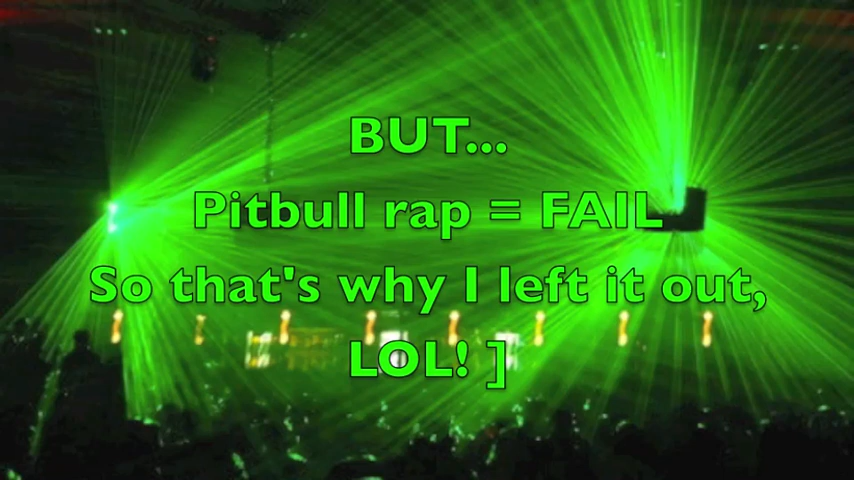 BUT...
Pitbull rap = FAIL
So that's why I left it out,
LOL! ]